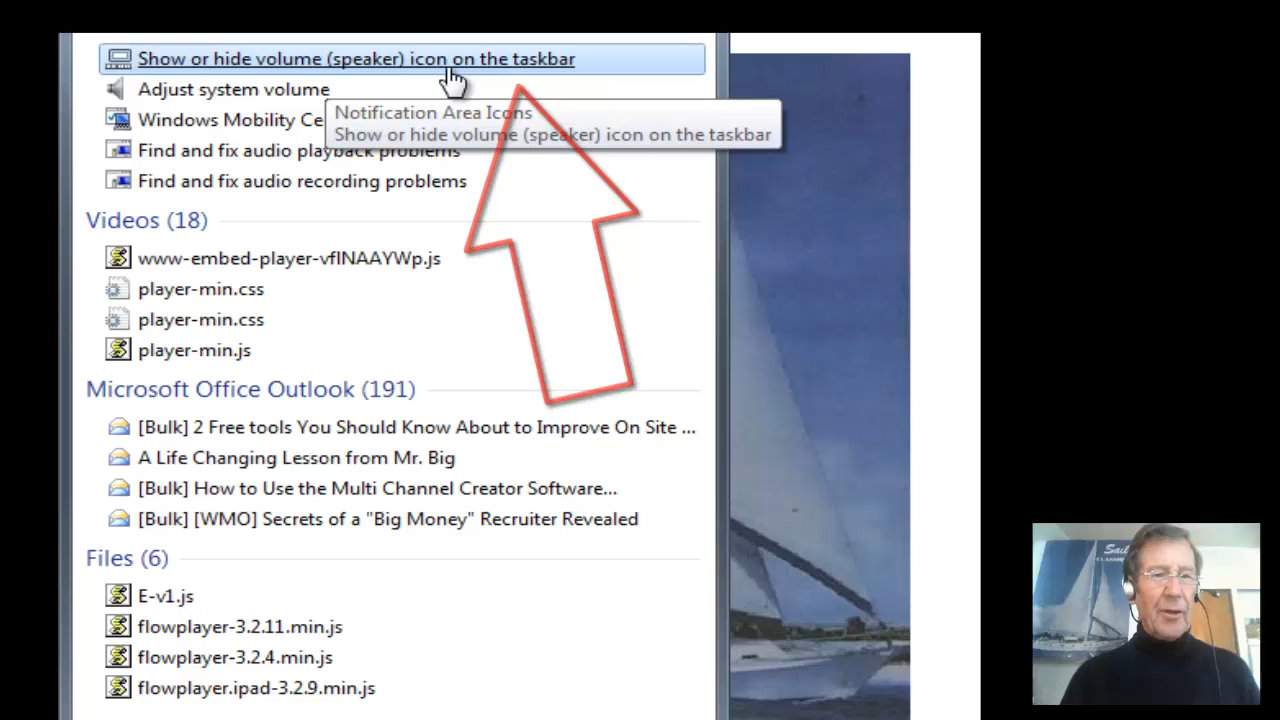 Show or hide volume (speaker) icon on the taskbar
Adjust system volume
Notification Area Icons
Windows Mobility Ce
Show or hide volume (speaker) icon on the taskbar
Find and fix audio playback problems
Find and fix audio recording problems
Videos (18)
www-embed-player-vflNAAYWp.js
player-min.css
player-min.css
player-min.js
Microsoft Office Outlook (191)
[Bulk] 2 Free tools You Should Know About to Improve On Site ...
A Life Changing Lesson from Mr. Big
[Bulk] How to Use the Multi Channel Creator Software...
[Bulk] [WMO] Secrets of a "Big Money" Recruiter Revealed
Files (6)
E-v1.js
flowplayer-3.2.11.min.js
flowplayer-3.2.4.min.js
flowplayer.ipad-3.2.9.min.js